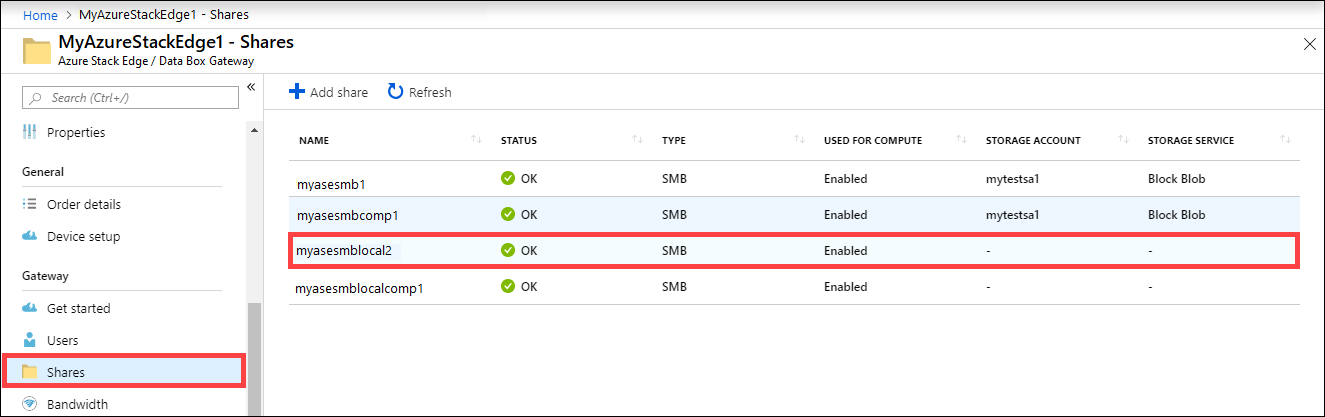 Home > MyAzureStackEdge1 - Shares
MyAzureStackEdge1 - Shares
Azure Stack Edge / Data Box Gateway
Search (Ctrl+/)
«
Properties
General
Order details
Device setup
Gateway
Get started
Users
Shares
Bandwidth
Add share Refresh
NAME STATUS TYPE USED FOR COMPUTE STORAGE ACCOUNT STORAGE SERVICE
myasesmb1 OK SMB Enabled mytestsa1 Block Blob
myasesmbcomp1 OK SMB Enabled mytestsa1 Block Blob
myasesmblocal2 OK SMB Enabled - -
myasesmblocalcomp1 OK SMB Enabled - -